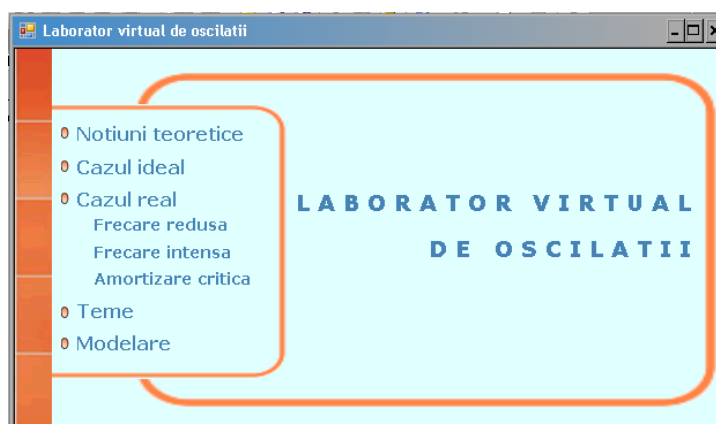 Laborator virtual de oscilatii
Notiuni teoretice
Cazul ideal
Cazul real
Frecare redusa
Frecare intensa
Amortizare critica
Teme
Modelare
LABORATOR VIRTUAL
DE OSCILATII